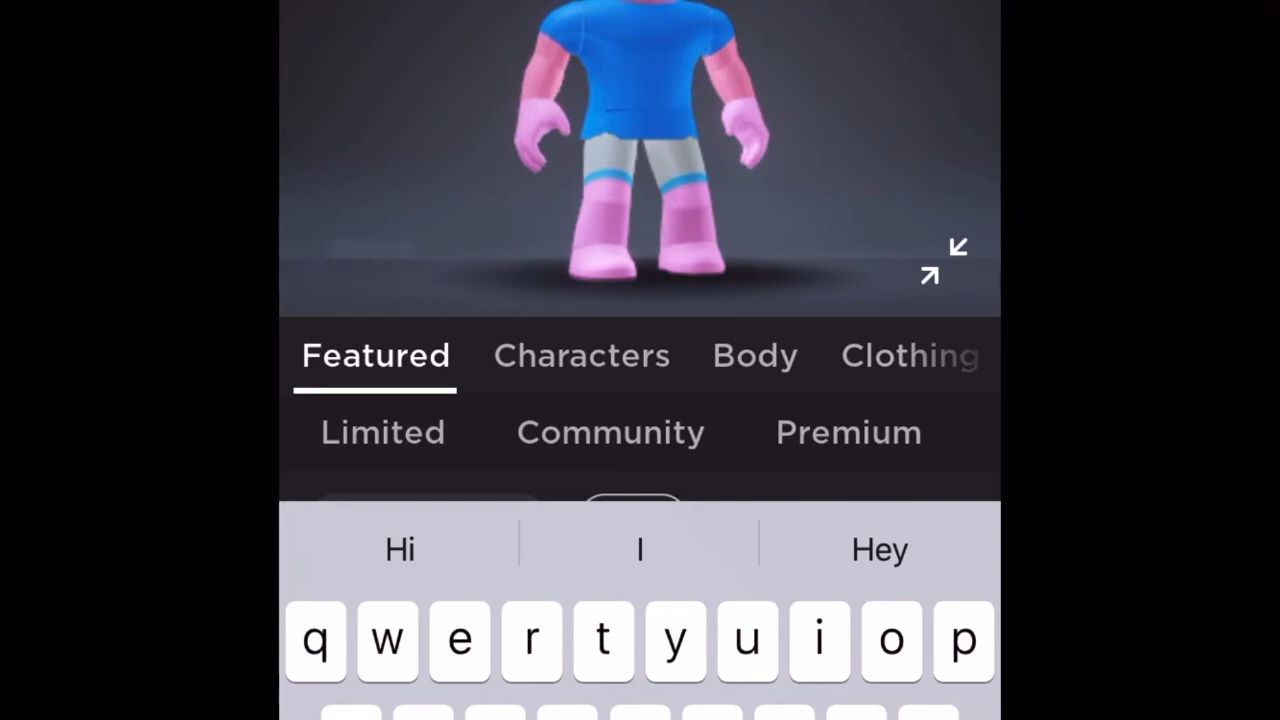 Featured Characters Body Clothing
Limited Community Premium
Hi I Hey
q w e r t y u i o p